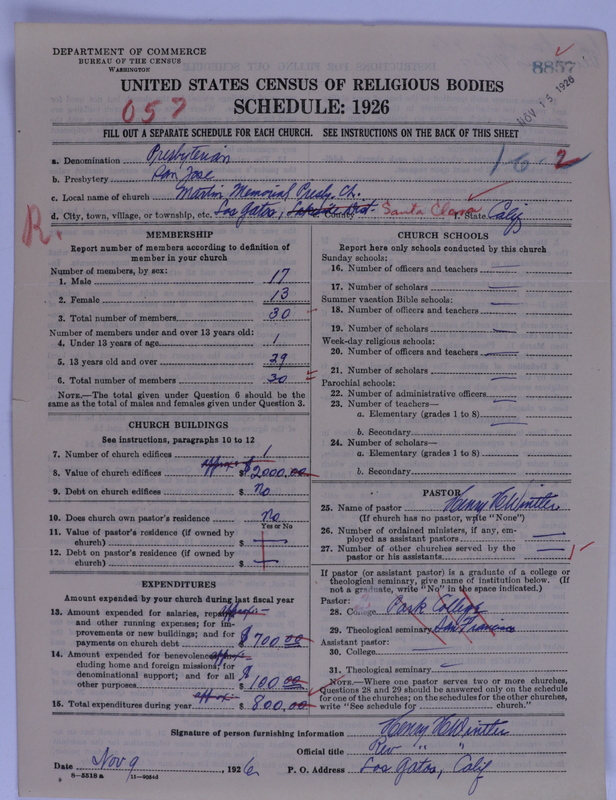 DEPARTMENT OF COMMERCE
BUREAU OF THE CENSUS
WASHINGTON
8857
NOV 15 1926
UNITED STATES CENSUS OF RELIGIOUS BODIES
057
SCHEDULE: 1926
FILL OUT A SEPARATE SCHEDULE FOR EACH CHURCH. SEE INSTRUCTIONS ON THE BACK OF THIS SHEET
a. Denomination Presbyterian
16 2
b. Presbytery San Jose
c. Local name of church Martin Memorial Presby. Ch.
d. City, town, village, or township, etc. Los Gatos, County Santa Clara State Calif
R.
MEMBERSHIP
Report number of members according to definition of
member in your church
Number of members, by sex:
1. Male 17
2. Female 13
3. Total number of members 30
Number of members under and over 13 years old:
4. Under 13 years of age 1
5. 13 years old and over 29
6. Total number of members 30
NOTE.—The total given under Question 6 should be
same as the total of males and females given under Question 3.
CHURCH BUILDINGS
See instructions, paragraphs 10 to 12
7. Number of church edifices 1
8. Value of church edifices approx $ 2000.00
9. Debt on church edifices $ No
10. Does church own pastor's residence No
Yes or No
11. Value of pastor's residence (if owned by
church) $ —
12. Debt on pastor's residence (if owned by
church) $ —
EXPENDITURES
Amount expended by your church during last fiscal year
13. Amount expended for salaries, repairs approx—
and other running expenses; for im-
provements or new buildings; and for
payments on church debt $ 700.00
14. Amount expended for benevolences approx—
cluding home and foreign missions; for
denominational support; and for all
other purposes $ 100.00
15. Total expenditures during year approx. $ 800.00
CHURCH SCHOOLS
Report here only schools conducted by this church
Sunday schools:
16. Number of officers and teachers —
17. Number of scholars —
Summer vacation Bible schools:
18. Number of officers and teachers —
19. Number of scholars —
Week-day religious schools:
20. Number of officers and teachers —
21. Number of scholars —
Parochial schools:
22. Number of administrative officers —
23. Number of teachers—
a. Elementary (grades 1 to 8) —
b. Secondary
24. Number of scholars—
a. Elementary (grades 1 to 8)
b. Secondary
PASTOR
25. Name of pastor Henry V. Winther
(If church has no pastor, write "None")
26. Number of ordained ministers, if any, em-
ployed as assistant pastors —
27. Number of other churches served by the
pastor or his assistants — 1
If pastor (or assistant pastor) is a graduate of a college or
theological seminary, give name of institution below. (If
not a graduate, write "No" in the space indicated.)
Pastor:
28. College Park College
29. Theological seminary San Francisco
Assistant pastor:
30. College —
31. Theological seminary —
NOTE.—Where one pastor serves two or more churches,
Questions 28 and 29 should be answered only on the schedule
for one of the churches; on the schedules for the other churches,
write "See schedule for church."
Signature of person furnishing information Henry V. Winther
Official title Rev " "
Date Nov 9, 1926 P. O. Address Los Gatos, Calif
8—5518 a 11—9664d